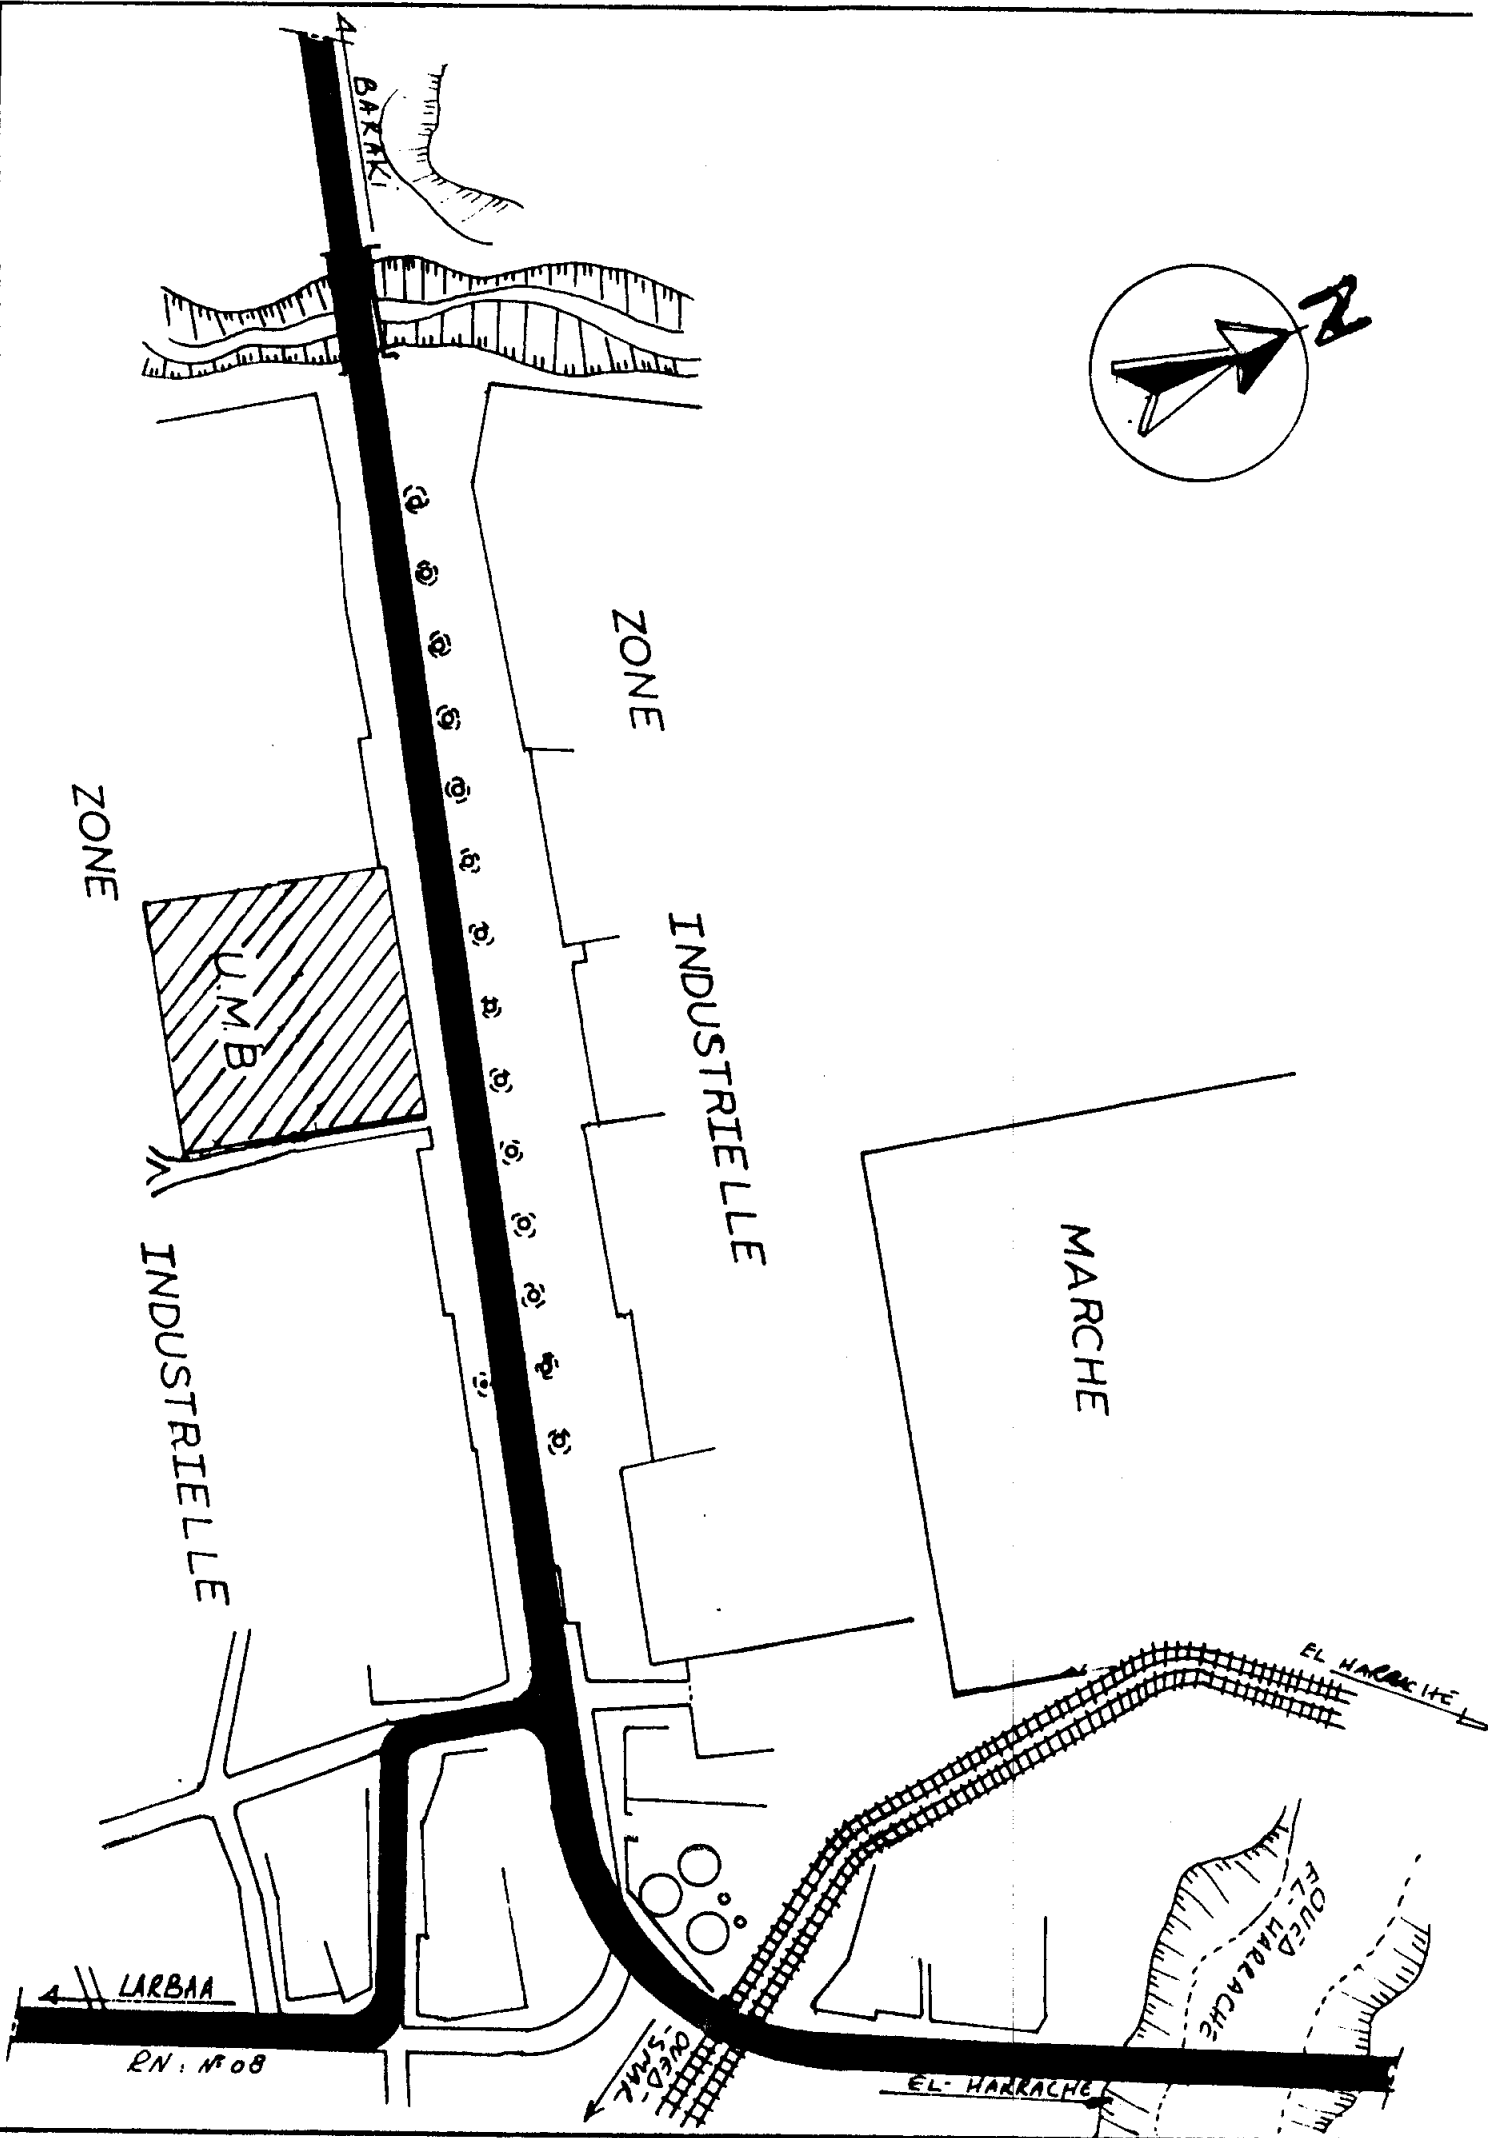 BARAKI
N
ZONE
INDUSTRIELLE
ZONE
INDUSTRIELLE
U.M.B
MARCHE
EL HARRACHE
OUED
EL-HARRACHE
LARBAA
RN: N° 08
OUED-
-SMAR
EL-HARRACHE